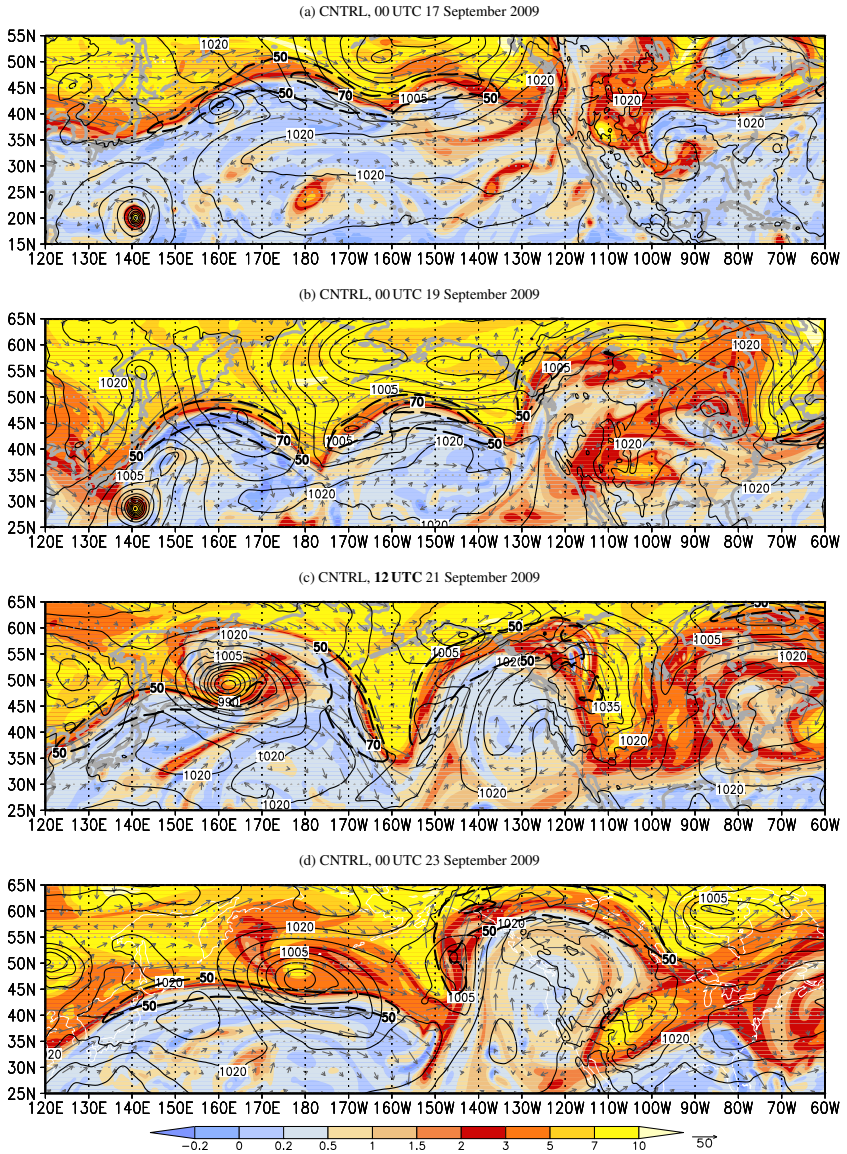 (a) CNTRL, 00 UTC 17 September 2009
55N
50N
45N
40N
35N
30N
25N
20N
15N
1020
50
1020
50
70
1005
50
1020
1020
1020
1020
120E 130E 140E 150E 160E 170E 180 170W 160W 150W 140W 130W 120W 110W 100W 90W 80W 70W 60W
(b) CNTRL, 00 UTC 19 September 2009
65N
60N
55N
50N
45N
40N
35N
30N
25N
1020
1005
1005
1020
70
50
50
1005
70
1020
50
1020
50
1005
1020
1020
1020
120E 130E 140E 150E 160E 170E 180 170W 160W 150W 140W 130W 120W 110W 100W 90W 80W 70W 60W
(c) CNTRL, 12 UTC 21 September 2009
65N
60N
55N
50N
45N
40N
35N
30N
25N
50
1020
50
1005
50
1005
1005
1020
50
1020
50
990
1035
70
1020
50
1020
1020
1020
1020
1020
120E 130E 140E 150E 160E 170E 180 170W 160W 150W 140W 130W 120W 110W 100W 90W 80W 70W 60W
(d) CNTRL, 00 UTC 23 September 2009
65N
60N
55N
50N
45N
40N
35N
30N
25N
1005
1020
1020
50
1005
50
1020
50
1005
50
50
1020
1020
1020
120E 130E 140E 150E 160E 170E 180 170W 160W 150W 140W 130W 120W 110W 100W 90W 80W 70W 60W
−0.2 0 0.2 0.5 1 1.5 2 3 5 7 10 50